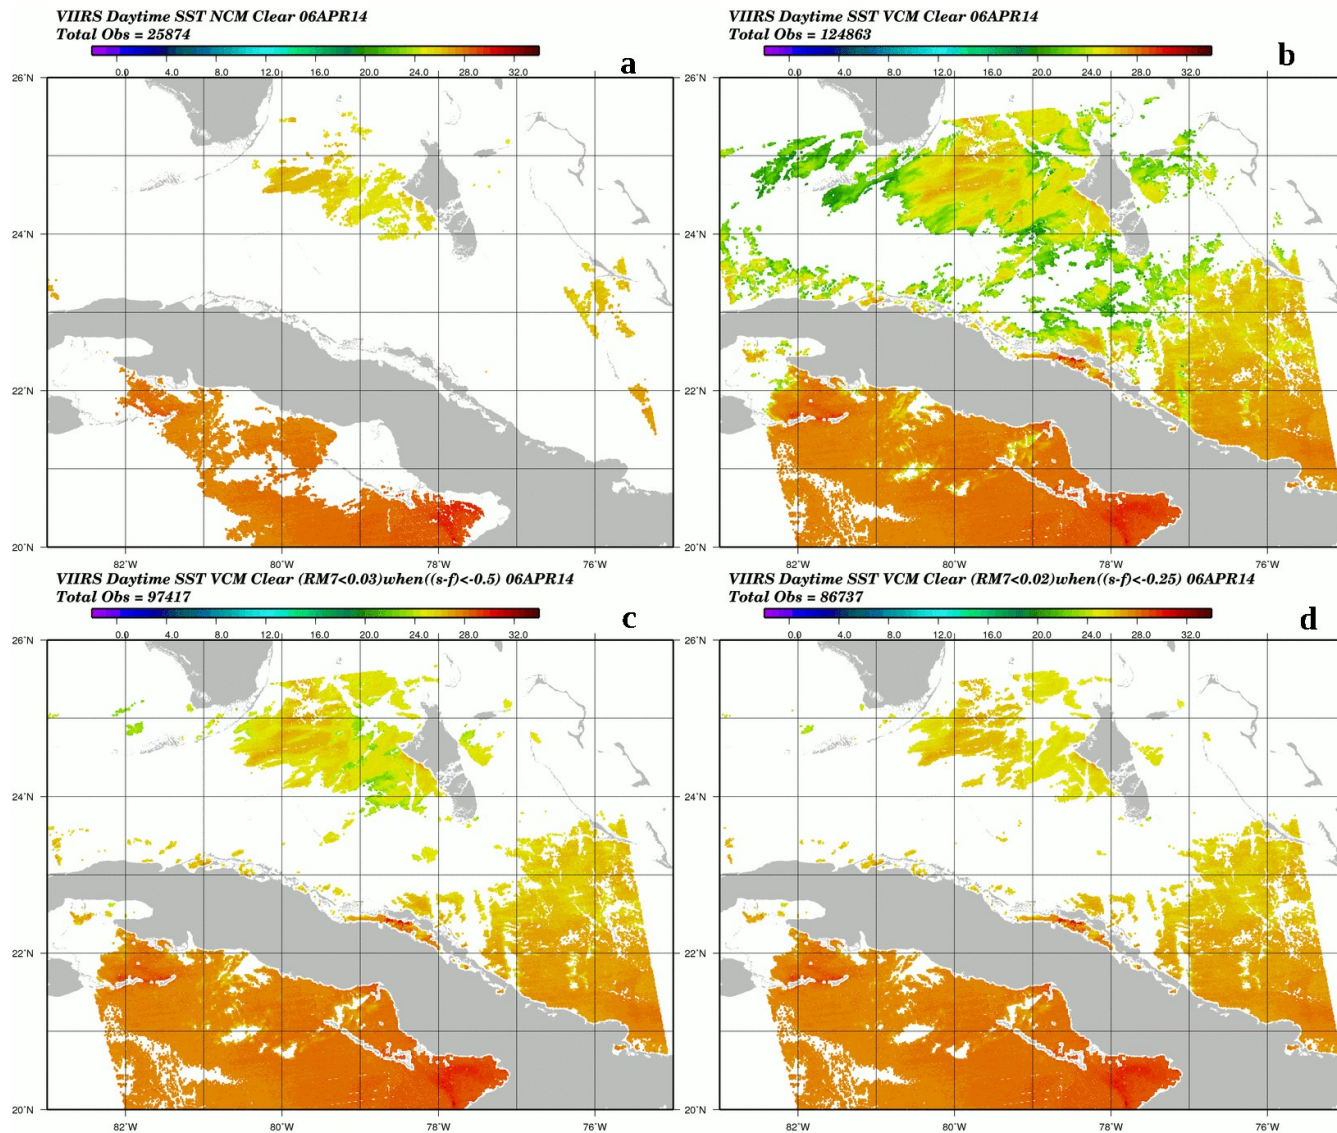 VIIRS Daytime SST NCM Clear 06APR14
Total Obs = 25874
a
0.0 4.0 8.0 12.0 16.0 20.0 24.0 28.0 32.0
26°N
24°N
22°N
20°N
82°W 80°W 78°W 76°W
VIIRS Daytime SST VCM Clear 06APR14
Total Obs = 124863
b
0.0 4.0 8.0 12.0 16.0 20.0 24.0 28.0 32.0
26°N
24°N
22°N
20°N
82°W 80°W 78°W 76°W
VIIRS Daytime SST VCM Clear (RM7<0.03)when((s-f)<-0.5) 06APR14
Total Obs = 97417
c
0.0 4.0 8.0 12.0 16.0 20.0 24.0 28.0 32.0
26°N
24°N
22°N
20°N
82°W 80°W 78°W 76°W
VIIRS Daytime SST VCM Clear (RM7<0.02)when((s-f)<-0.25) 06APR14
Total Obs = 86737
d
0.0 4.0 8.0 12.0 16.0 20.0 24.0 28.0 32.0
26°N
24°N
22°N
20°N
82°W 80°W 78°W 76°W